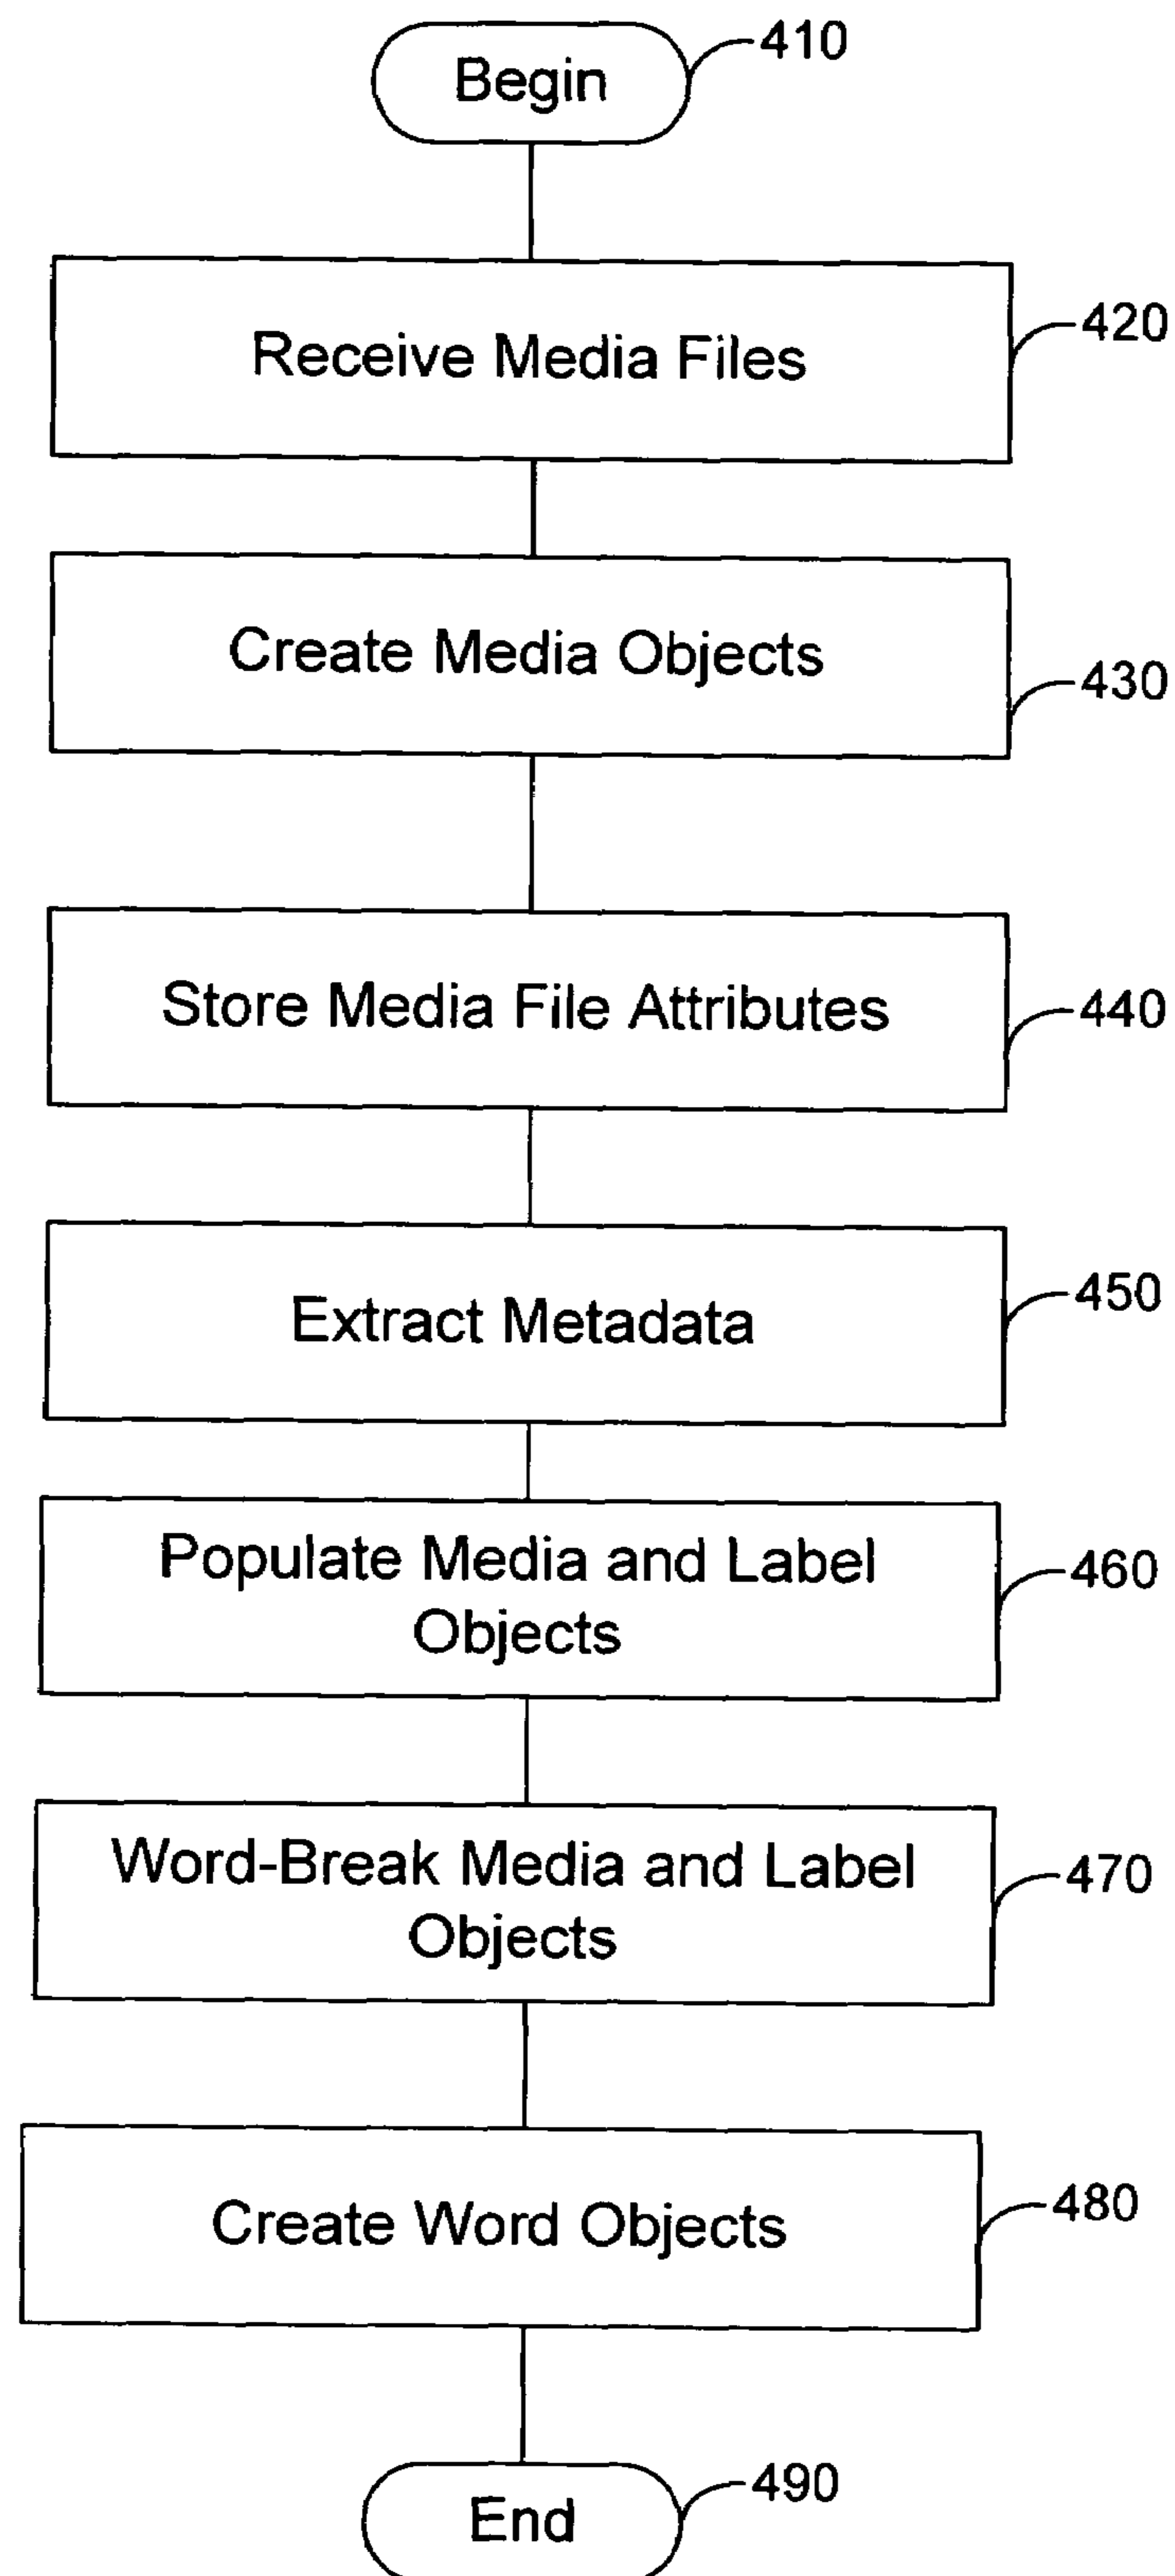 Begin
410
Receive Media Files
420
Create Media Objects
430
Store Media File Attributes
440
Extract Metadata
450
Populate Media and Label
Objects
460
Word-Break Media and Label
Objects
470
Create Word Objects
480
End
490